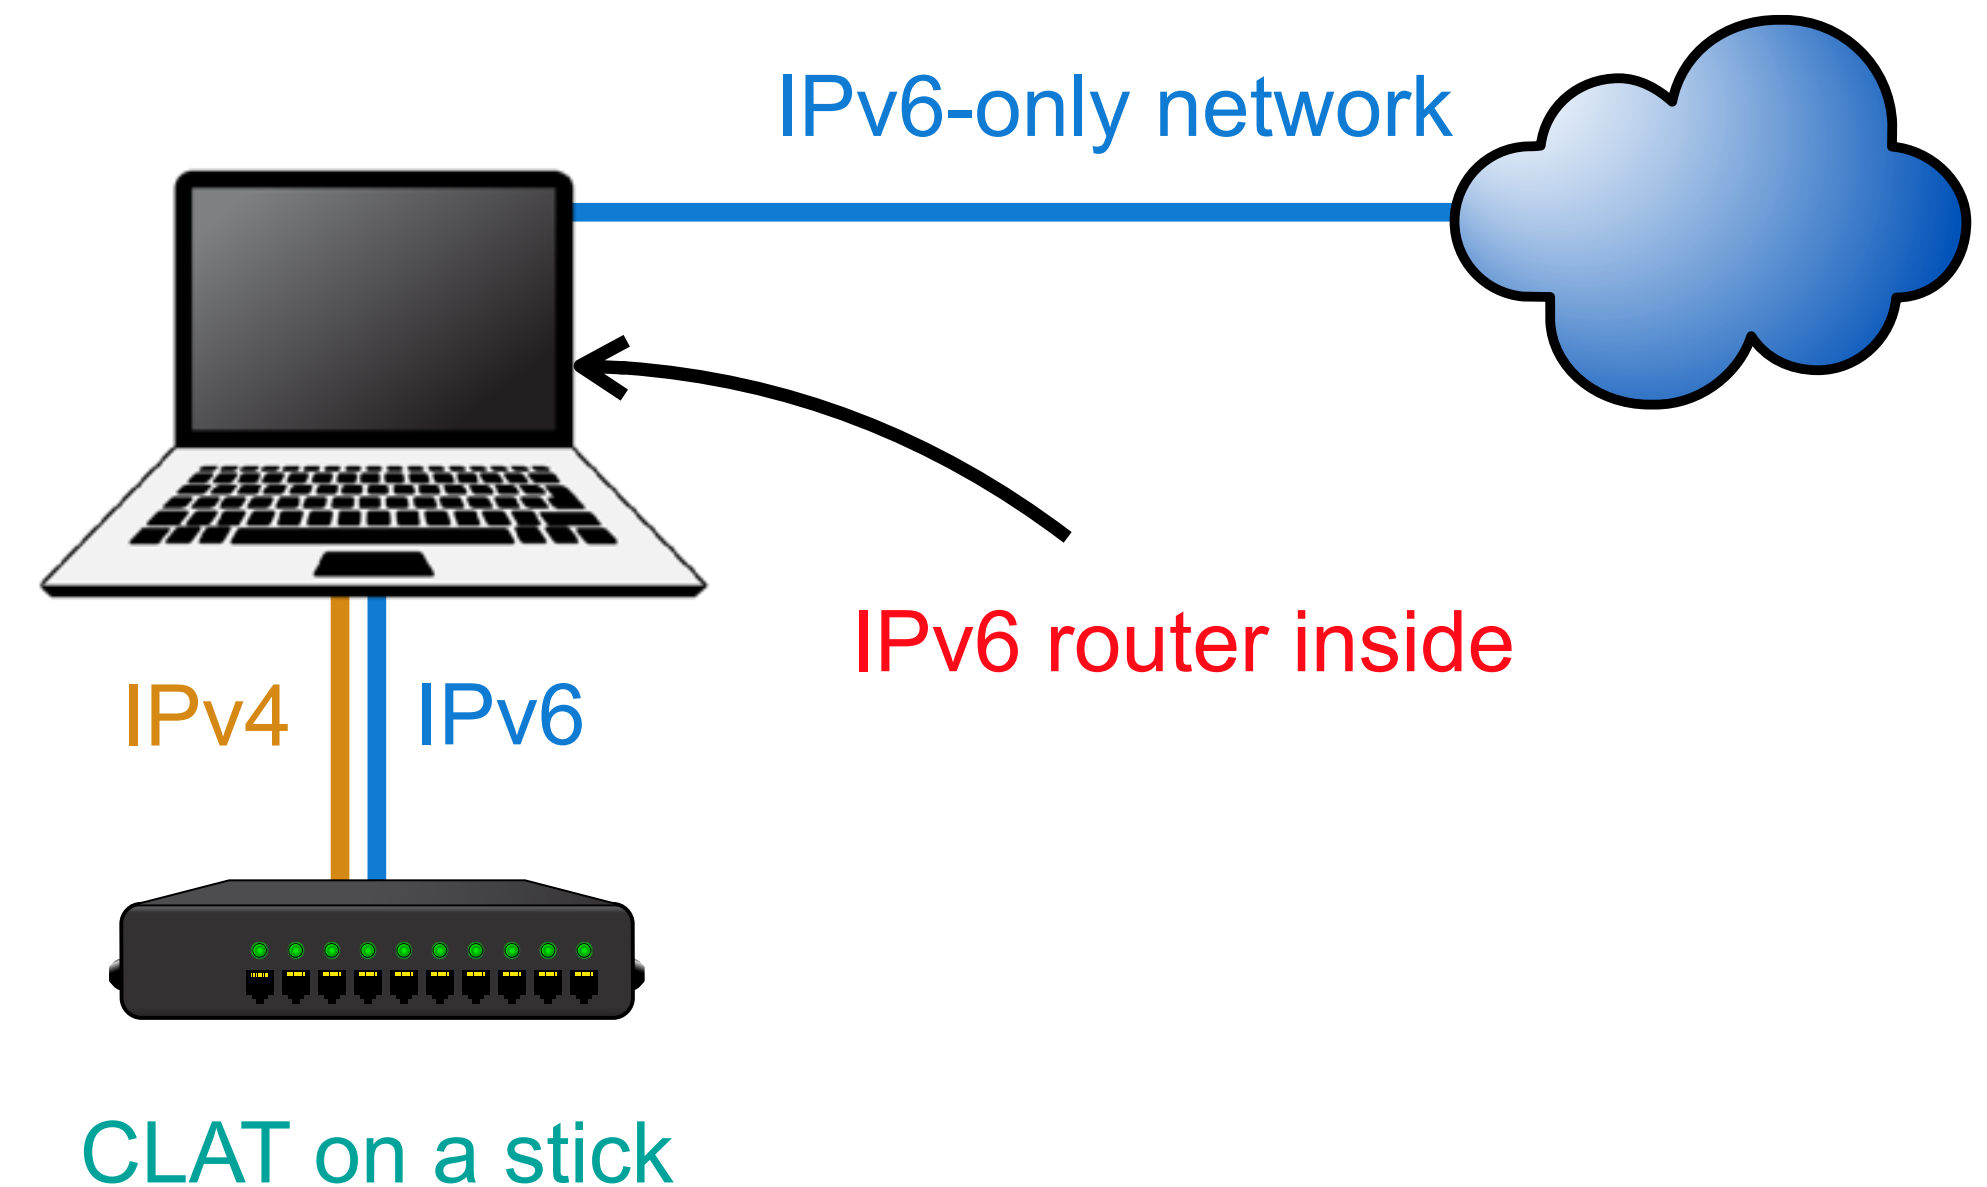 IPv6-only network
IPv6 router inside
IPv4
IPv6
CLAT on a stick